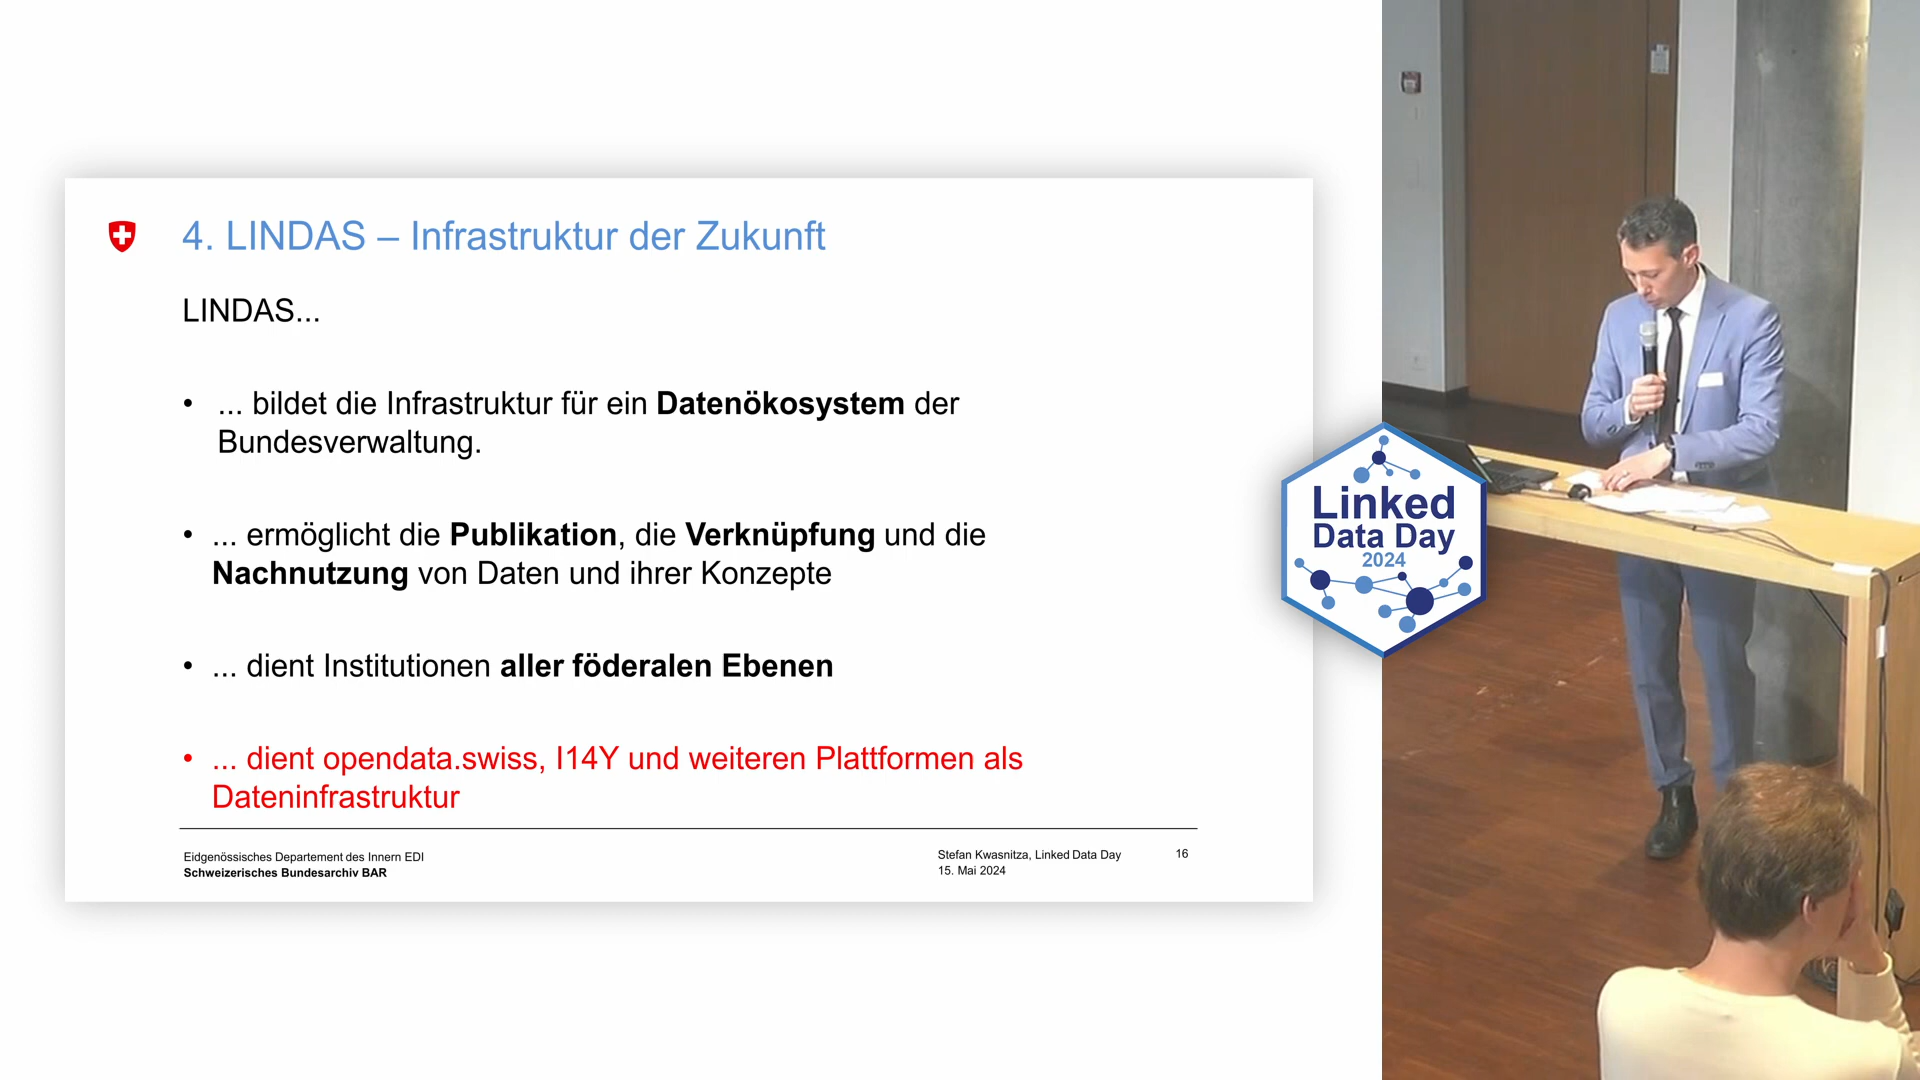 4. LINDAS – Infrastruktur der Zukunft
LINDAS...
• ... bildet die Infrastruktur für ein Datenökosystem der
Bundesverwaltung.
• ... ermöglicht die Publikation, die Verknüpfung und die
Nachnutzung von Daten und ihrer Konzepte
• ... dient Institutionen aller föderalen Ebenen
• ... dient opendata.swiss, I14Y und weiteren Plattformen als
Dateninfrastruktur
Eidgenössisches Departement des Innern EDI
Schweizerisches Bundesarchiv BAR
Stefan Kwasnitza, Linked Data Day
15. Mai 2024
16
Linked
Data Day
2024